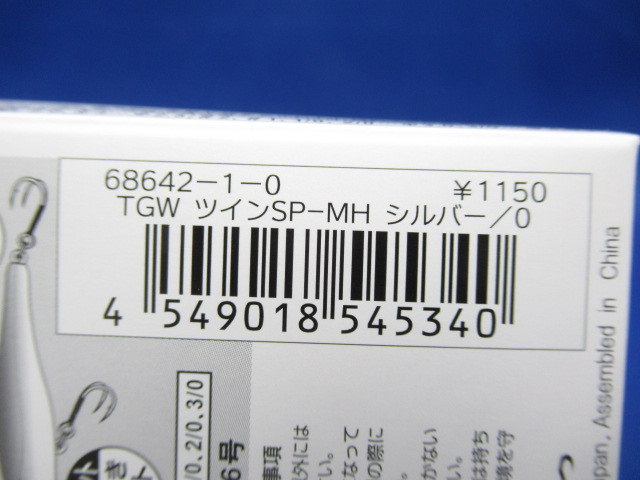 68642-1-0 ¥1150
TGW ツインSP-MH シルバー/0
4 549018 545340
Assembled in China
/0.2/0.3/0
6号
事項
外には
い。
なって
の際に
かない
い。
は持ち
境を守